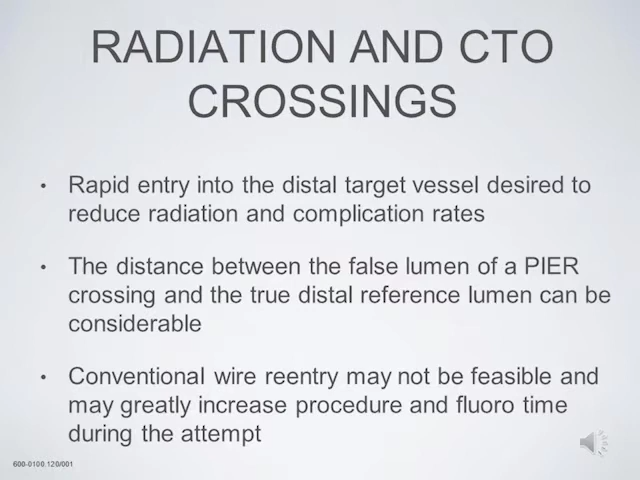 RADIATION AND CTO
CROSSINGS
• Rapid entry into the distal target vessel desired to
reduce radiation and complication rates
• The distance between the false lumen of a PIER
crossing and the true distal reference lumen can be
considerable
• Conventional wire reentry may not be feasible and
may greatly increase procedure and fluoro time
during the attempt
600-0100.120/001